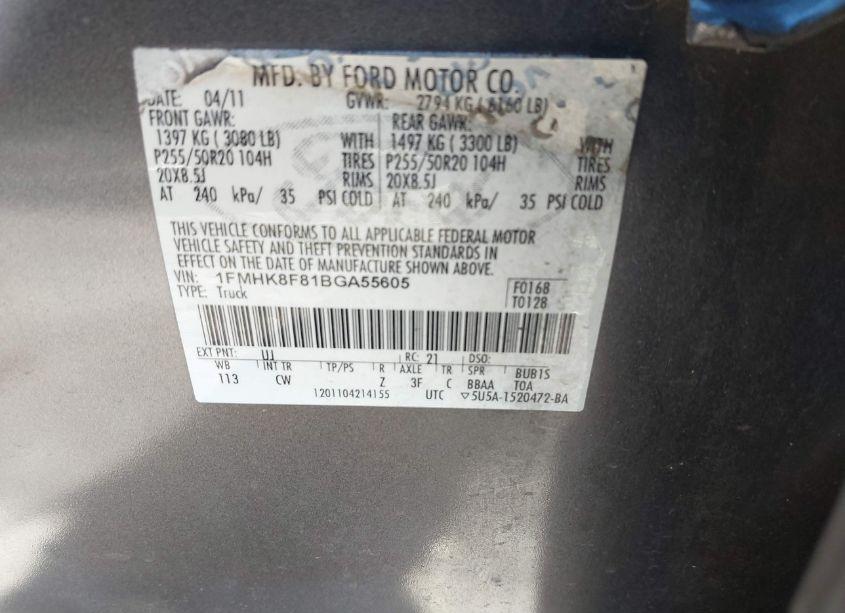 MFD. BY FORD MOTOR CO.
DATE: 04/11 GVWR: 2794 KG ( 6160 LB)
FRONT GAWR: REAR GAWR:
1397 KG ( 3080 LB) WITH 1497 KG ( 3300 LB) WITH
P255/50R20 104H TIRES P255/50R20 104H TIRES
20X8.5J RIMS 20X8.5J RIMS
AT 240 kPa/ 35 PSI COLD AT 240 kPa/ 35 PSI COLD
THIS VEHICLE CONFORMS TO ALL APPLICABLE FEDERAL MOTOR
VEHICLE SAFETY AND THEFT PREVENTION STANDARDS IN
EFFECT ON THE DATE OF MANUFACTURE SHOWN ABOVE.
VIN: 1FMHK8F81BGA55605 F0168
TYPE: Truck T0128
EXT PNT: UJ RC: 21 DSO:
WB INT TR TP/PS R AXLE TR SPR BUB1S
113 CW Z 3F C BBAA TOA
1201104214155 UTC ▽5U5A-1520472-BA